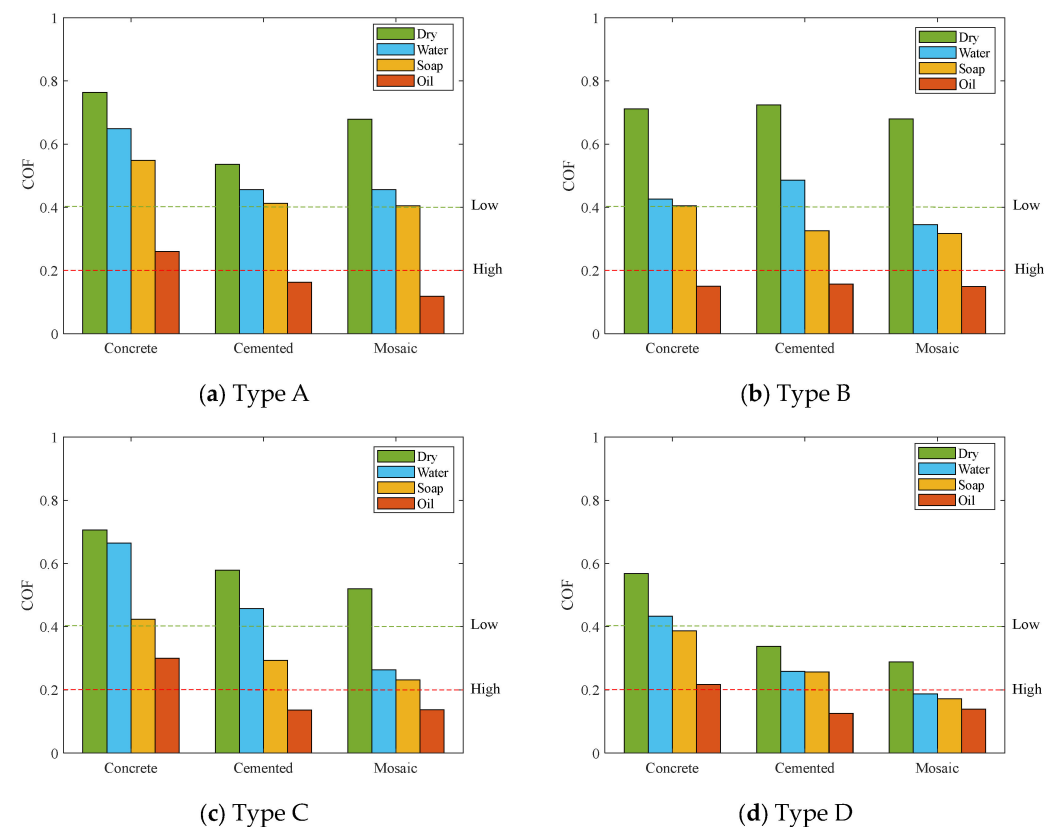 1
0.8
0.6
0.4
0.2
0
COF
Dry
Water
Soap
Oil
Low
High
Concrete
Cemented
Mosaic
(a) Type A
1
0.8
0.6
0.4
0.2
0
COF
Dry
Water
Soap
Oil
Low
High
Concrete
Cemented
Mosaic
(b) Type B
1
0.8
0.6
0.4
0.2
0
COF
Dry
Water
Soap
Oil
Low
High
Concrete
Cemented
Mosaic
(c) Type C
1
0.8
0.6
0.4
0.2
0
COF
Dry
Water
Soap
Oil
Low
High
Concrete
Cemented
Mosaic
(d) Type D